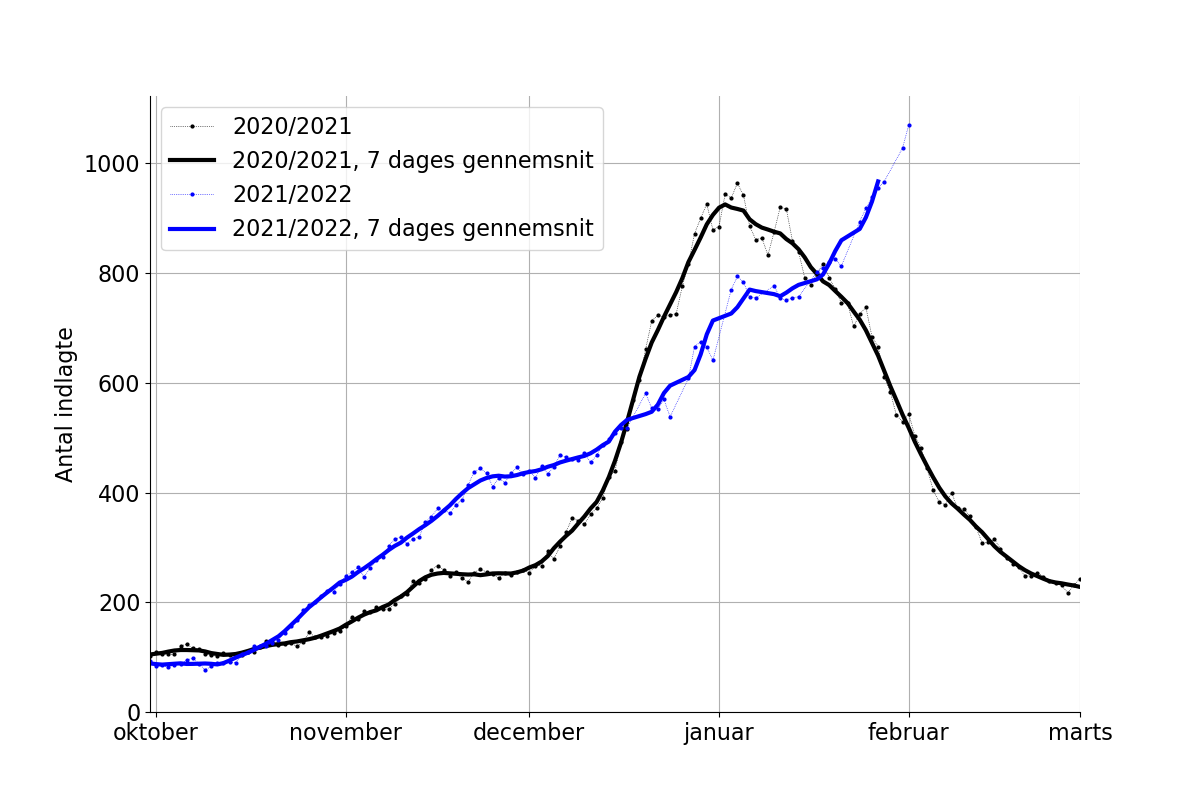 2020/2021
2020/2021, 7 dages gennemsnit
2021/2022
2021/2022, 7 dages gennemsnit
Antal indlagte
1000
800
600
400
200
0
oktober november december januar februar marts